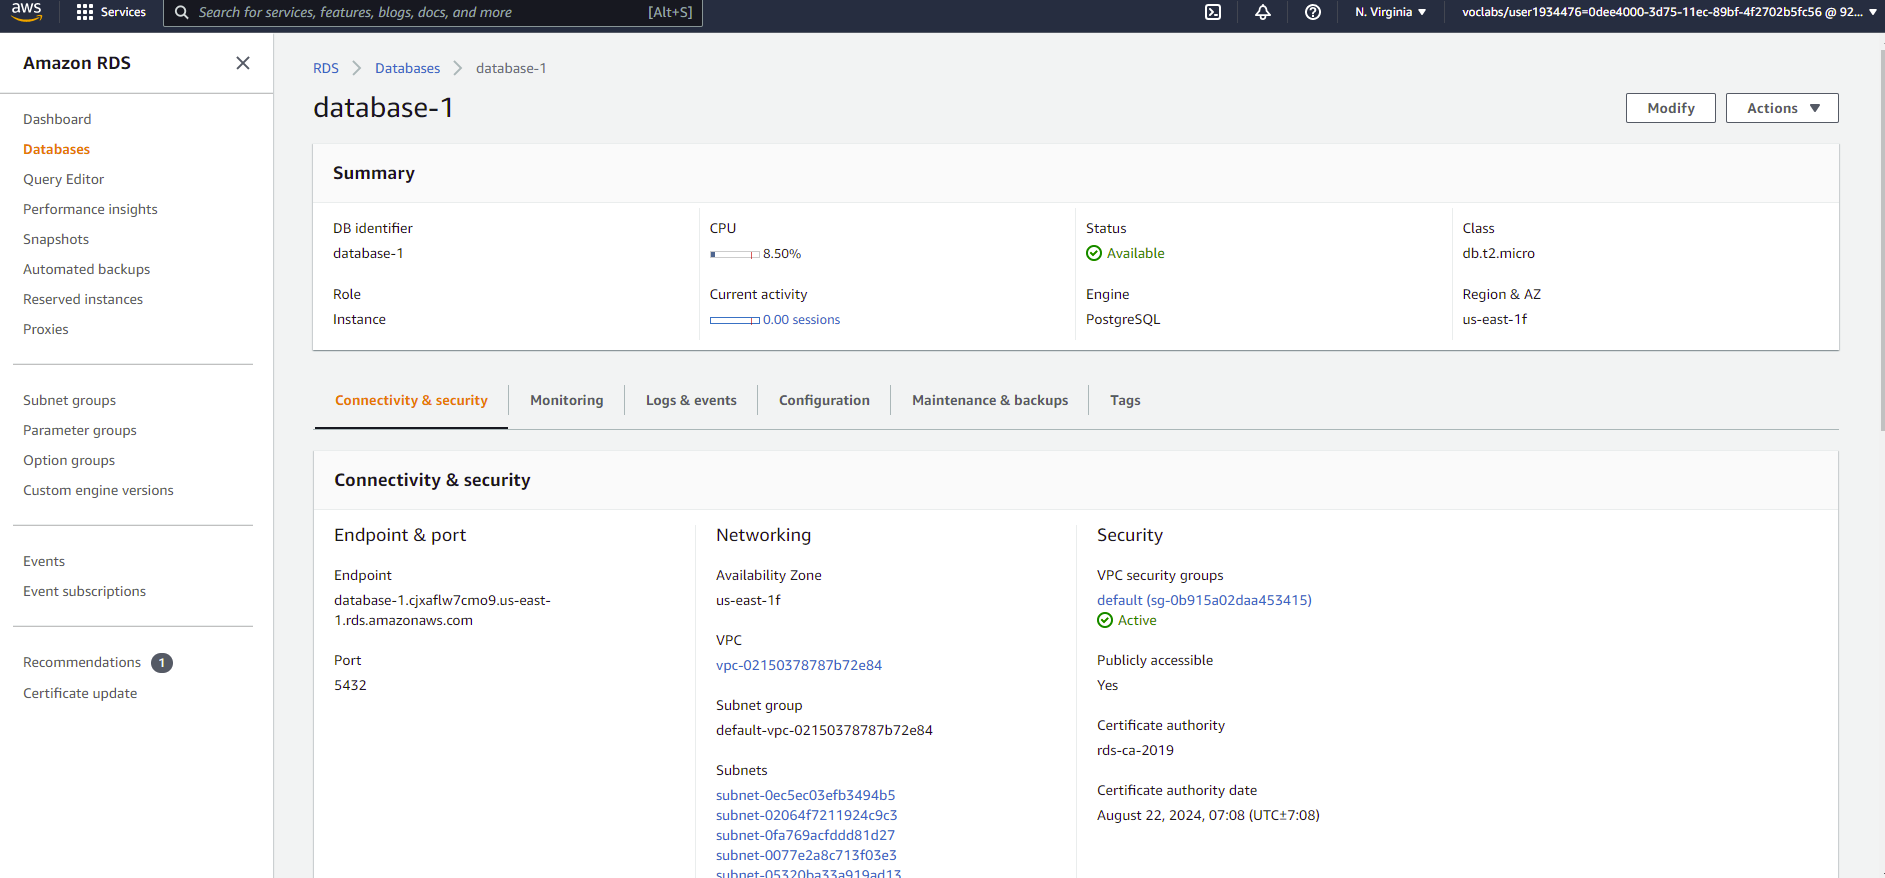 aws
Services
Search for services, features, blogs, docs, and more
[Alt+S]
N. Virginia
voclabs/user1934476=0dee4000-3d75-11ec-89bf-4f2702b5fc56 @ 92...
Amazon RDS
Dashboard
Databases
Query Editor
Performance insights
Snapshots
Automated backups
Reserved instances
Proxies
Subnet groups
Parameter groups
Option groups
Custom engine versions
Events
Event subscriptions
Recommendations 1
Certificate update
RDS
Databases
database-1
database-1
Modify
Actions
Summary
DB identifier
database-1
CPU
8.50%
Status
Available
Class
db.t2.micro
Role
Instance
Current activity
0.00 sessions
Engine
PostgreSQL
Region & AZ
us-east-1f
Connectivity & security
Monitoring
Logs & events
Configuration
Maintenance & backups
Tags
Connectivity & security
Endpoint & port
Endpoint
database-1.cjxaflw7cmo9.us-east-
1.rds.amazonaws.com
Port
5432
Networking
Availability Zone
us-east-1f
VPC
vpc-02150378787b72e84
Subnet group
default-vpc-02150378787b72e84
Subnets
subnet-0ec5ec03efb3494b5
subnet-02064f7211924c9c3
subnet-0fa769acfddd81d27
subnet-0077e2a8c713f03e3
subnet-05320ba33a919ad13
Security
VPC security groups
default (sg-0b915a02daa453415)
Active
Publicly accessible
Yes
Certificate authority
rds-ca-2019
Certificate authority date
August 22, 2024, 07:08 (UTC±7:08)